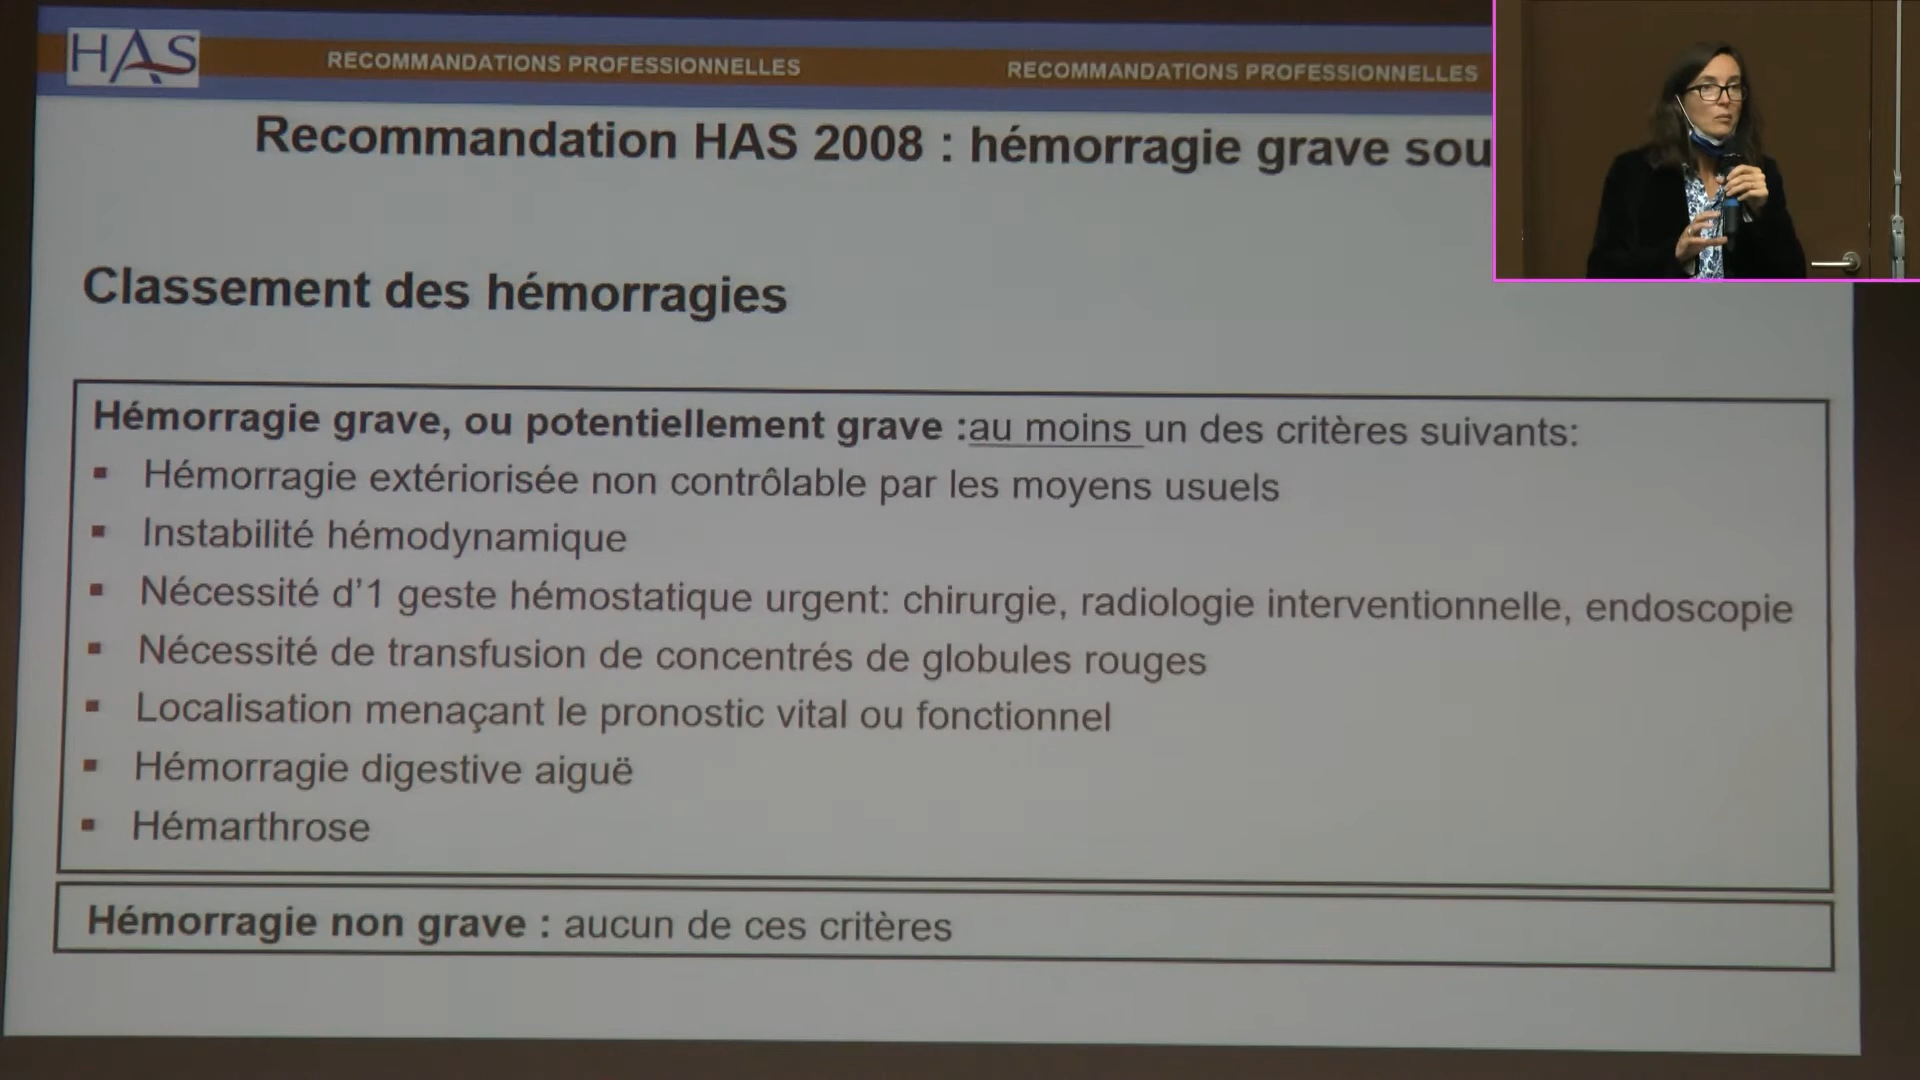 HAS
RECOMMANDATIONS PROFESSIONNELLES
RECOMMANDATIONS PROFESSIONNELLES
Recommandation HAS 2008 : hémorragie grave sou
Classement des hémorragies
Hémorragie grave, ou potentiellement grave :au moins un des critères suivants:
▪ Hémorragie extériorisée non contrôlable par les moyens usuels
▪ Instabilité hémodynamique
▪ Nécessité d'1 geste hémostatique urgent: chirurgie, radiologie interventionnelle, endoscopie
▪ Nécessité de transfusion de concentrés de globules rouges
▪ Localisation menaçant le pronostic vital ou fonctionnel
▪ Hémorragie digestive aiguë
▪ Hémarthrose
Hémorragie non grave : aucun de ces critères